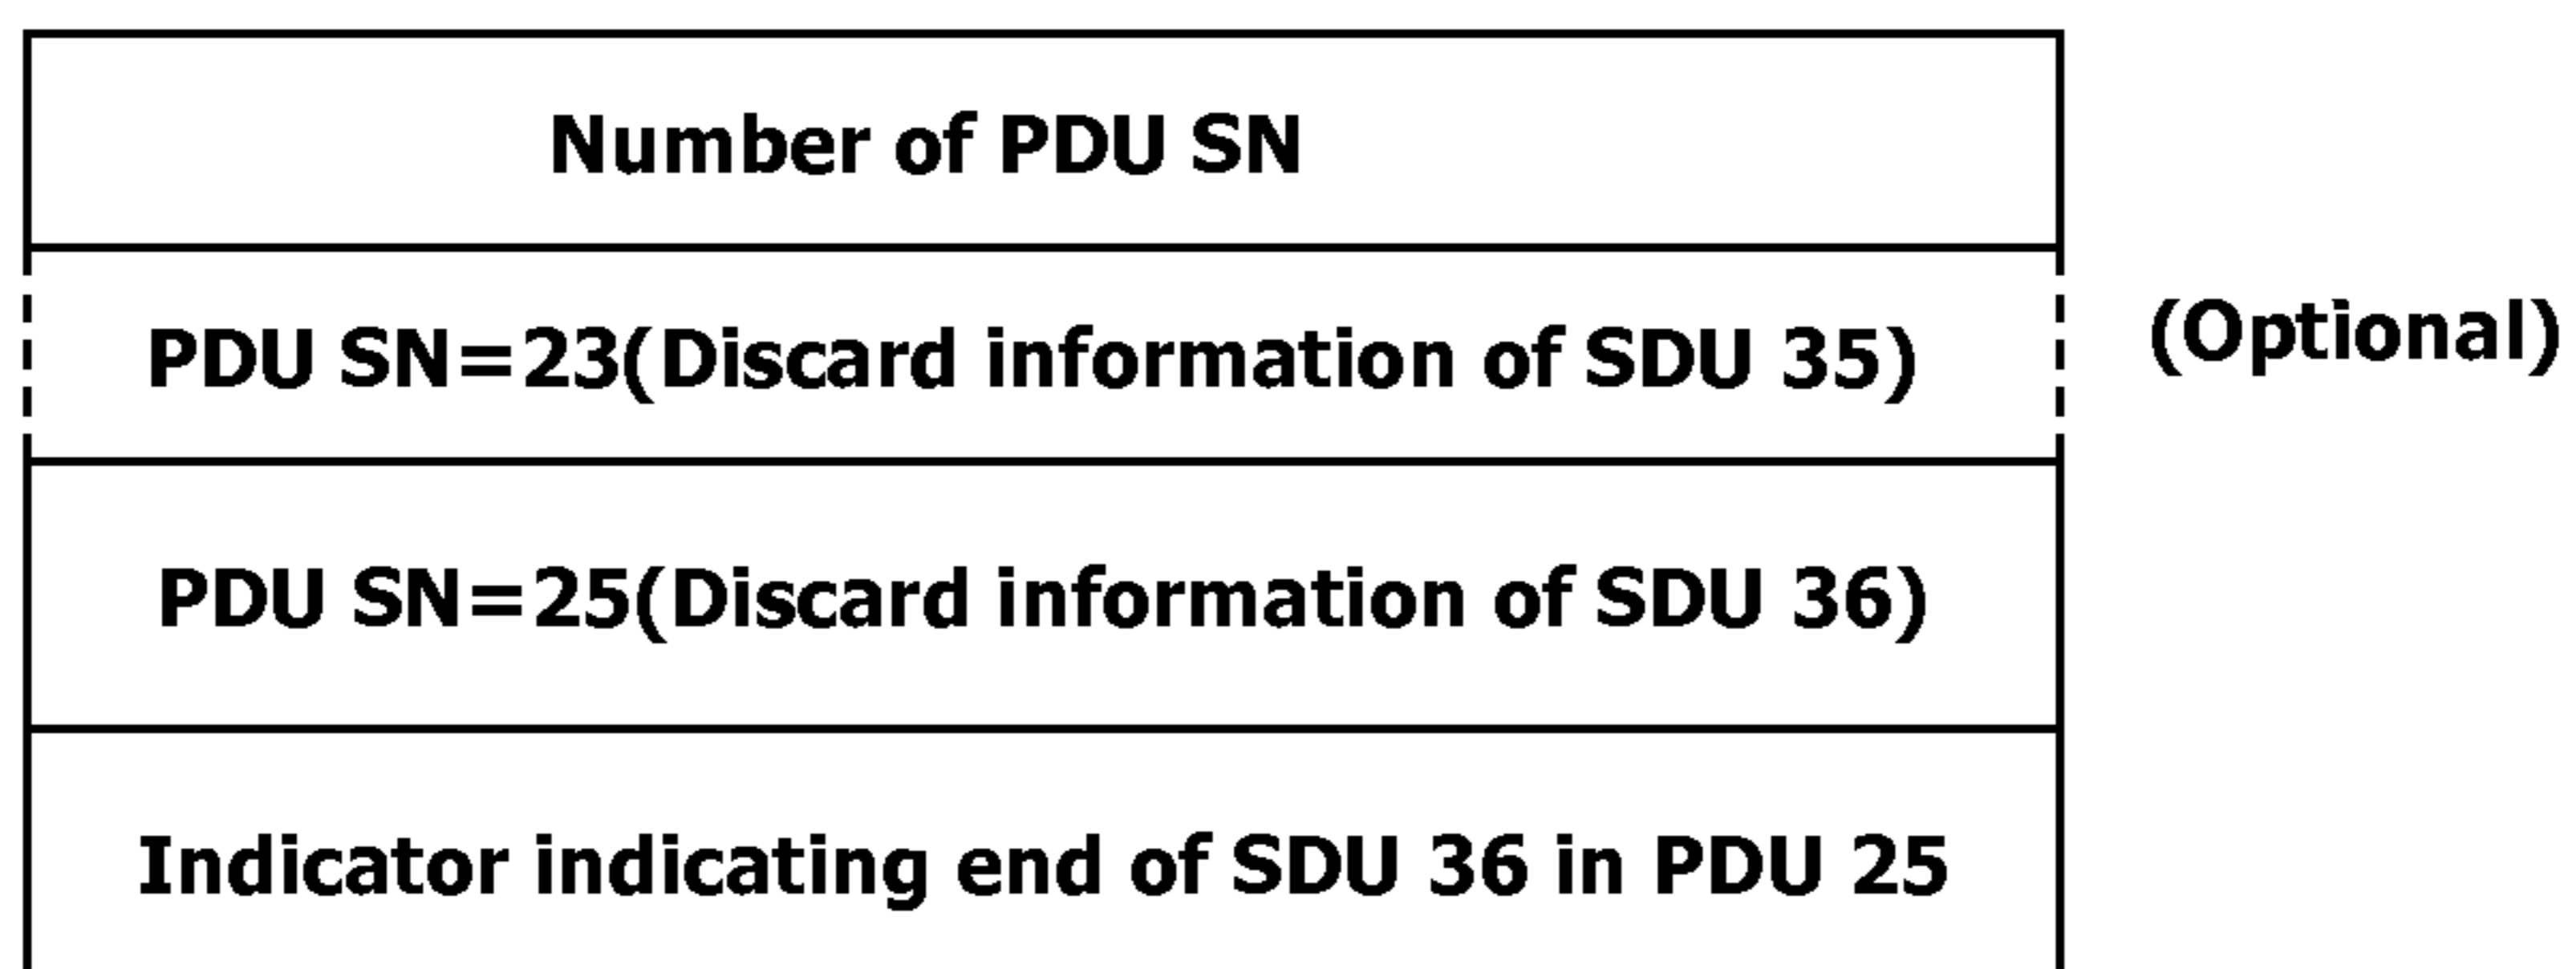 Number of PDU SN
PDU SN=23(Discard information of SDU 35)
(Optional)
PDU SN=25(Discard information of SDU 36)
Indicator indicating end of SDU 36 in PDU 25